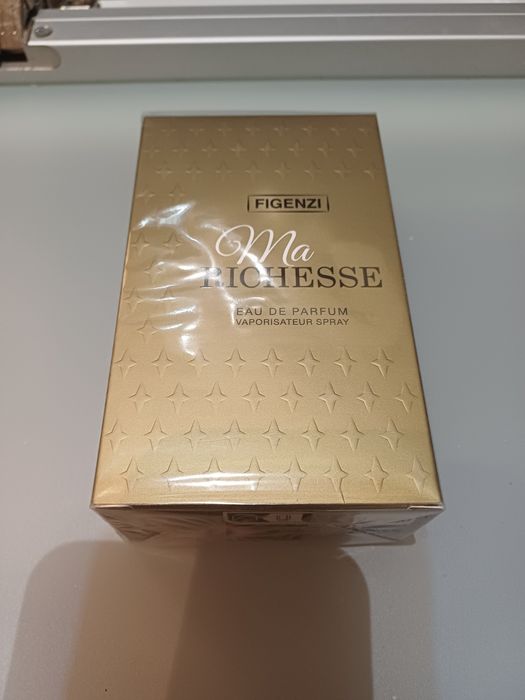 FIGENZI
Ma
RICHESSE
EAU DE PARFUM
VAPORISATEUR SPRAY